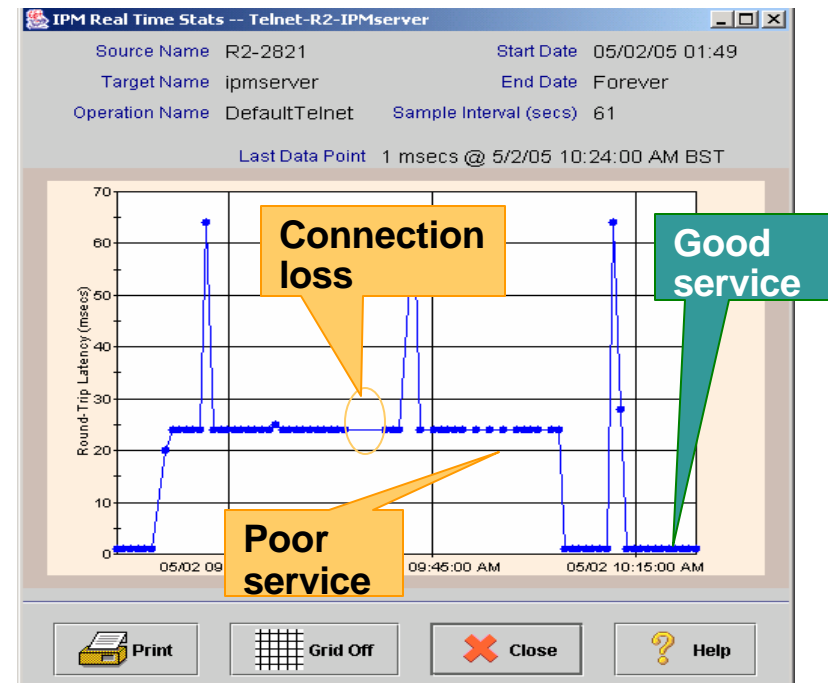 IPM Real Time Stats -- Telnet-R2-IPMserver
Source Name R2-2821 Start Date 05/02/05 01:49
Target Name ipmserver End Date Forever
Operation Name DefaultTelnet Sample Interval (secs) 61
Last Data Point 1 msecs @ 5/2/05 10:24:00 AM BST
Round-Trip Latency (msecs)
70
60
50
40
30
20
10
0
Connection
loss
Good
service
Poor
service
05/02 09
09:45:00 AM
05/02 10:15:00 AM
Print
Grid Off
Close
Help